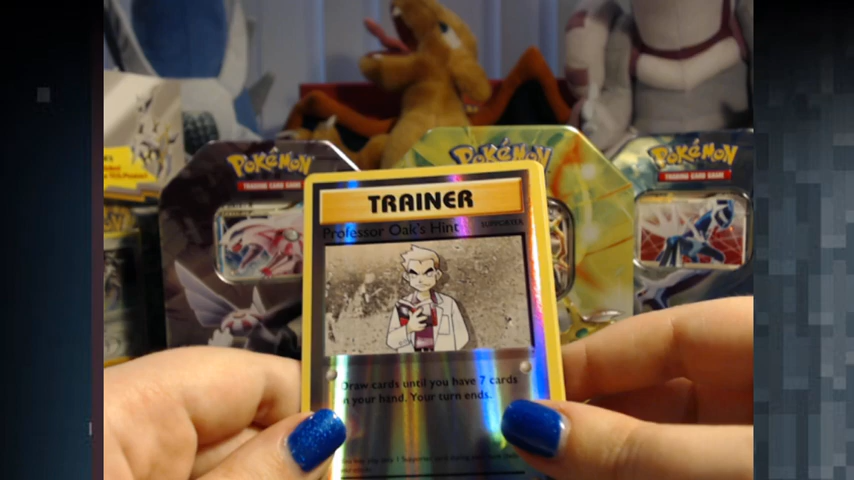 POKéMON
TRADING CARD GAME
POKéMON
POKéMON
TRADING CARD GAME
TRAINER
Professor Oak's Hint
SUPPORTER
Draw cards until you have 7 cards
in your hand. Your turn ends.